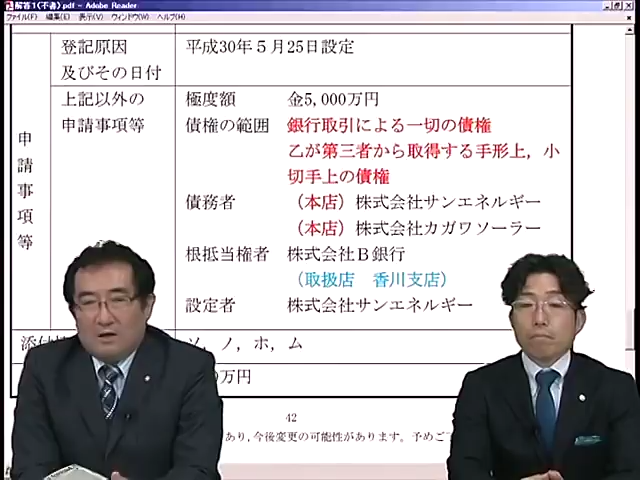 解答1(不書).pdf - Adobe Reader
ファイル(F) 編集(E) 表示(V) ウィンドウ(W) ヘルプ(H)
登記原因
及びその日付
平成30年5月25日設定
申請事項等
上記以外の
申請事項等
極度額 金5,000万円
債権の範囲 銀行取引による一切の債権
乙が第三者から取得する手形上，小
切手上の債権
債務者 （本店）株式会社サンエネルギー
（本店）株式会社カガワソーラー
根抵当権者 株式会社Ｂ銀行
（取扱店 香川支店）
設定者 株式会社サンエネルギー
添付
ソ，ノ，ホ，ム
万円
42
あり，今後変更の可能性があります。予めご